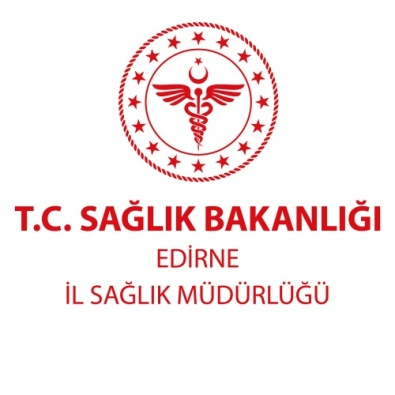 T.C. SAĞLIK BAKANLIĞI
EDİRNE
İL SAĞLIK MÜDÜRLÜĞÜ